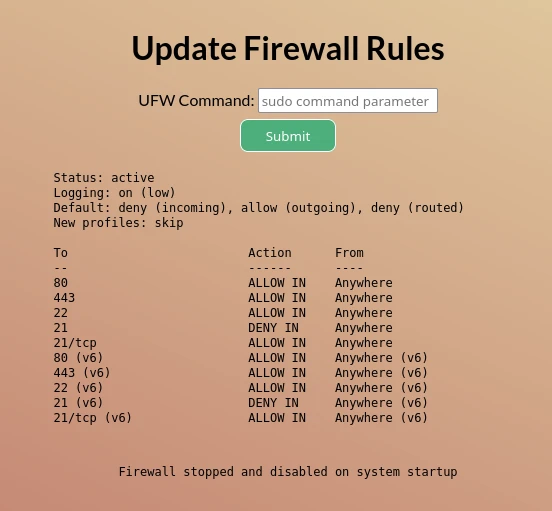 Update Firewall Rules
UFW Command: sudo command parameter
Submit
Status: active
Logging: on (low)
Default: deny (incoming), allow (outgoing), deny (routed)
New profiles: skip
To                         Action      From
--                         ------      ----
80                         ALLOW IN    Anywhere
443                        ALLOW IN    Anywhere
22                         ALLOW IN    Anywhere
21                         DENY IN     Anywhere
21/tcp                     ALLOW IN    Anywhere
80 (v6)                    ALLOW IN    Anywhere (v6)
443 (v6)                   ALLOW IN    Anywhere (v6)
22 (v6)                    ALLOW IN    Anywhere (v6)
21 (v6)                    DENY IN     Anywhere (v6)
21/tcp (v6)                ALLOW IN    Anywhere (v6)
Firewall stopped and disabled on system startup